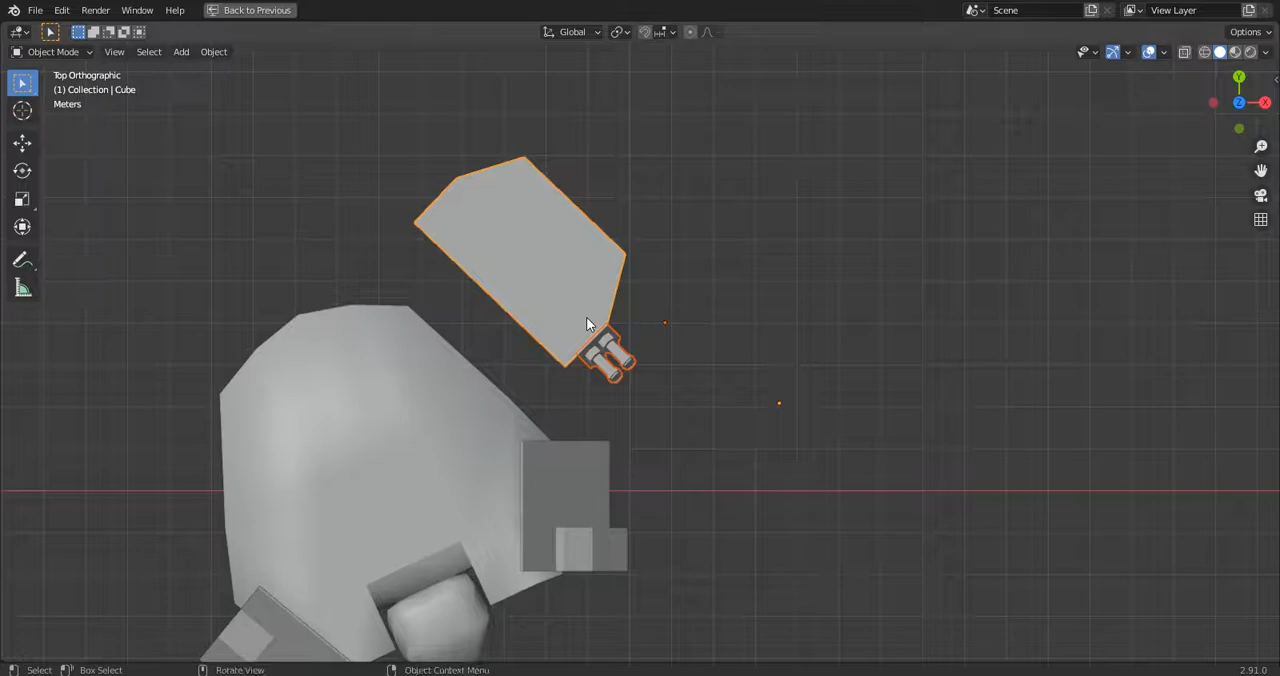 File Edit Render Window Help Back to Previous Scene View Layer
Global Options
Object Mode View Select Add Object
Top Orthographic
(1) Collection | Cube
Meters
Y
Z
X
Select Box Select Rotate View Object Context Menu 2.91.0